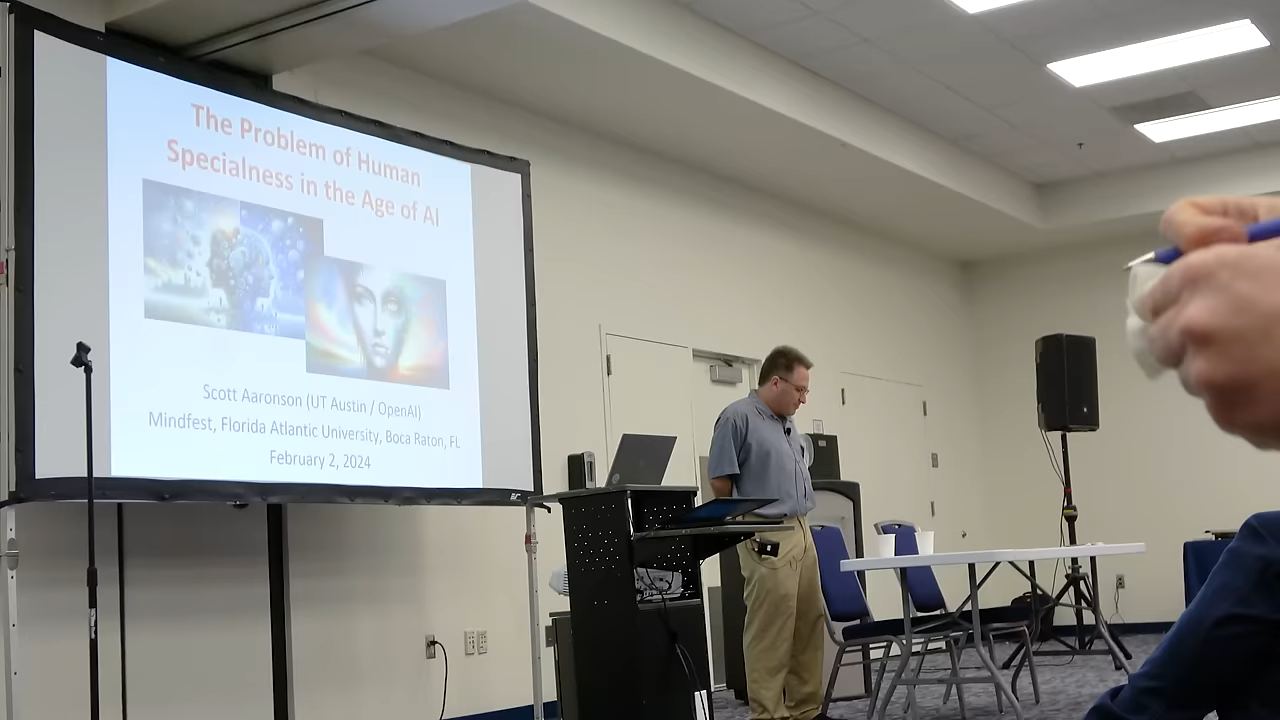 The Problem of Human
Specialness in the Age of AI
Scott Aaronson (UT Austin / OpenAI)
Mindfest, Florida Atlantic University, Boca Raton, FL
February 2, 2024